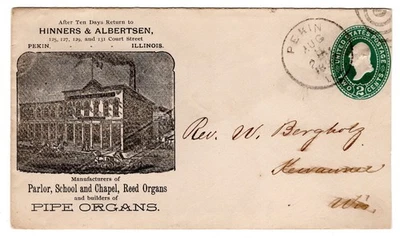 After Ten Days Return to
HINNERS & ALBERTSEN,
125, 127, 129, and 131 Court Street
PEKIN, ILLINOIS.
Manufacturers of
Parlor, School and Chapel, Reed Organs
and builders of
PIPE ORGANS.
PEKIN
UNITED STATES POSTAGE
TWO 2 CENTS
Rev. W. Bergholz
Kewaunee
Wis.